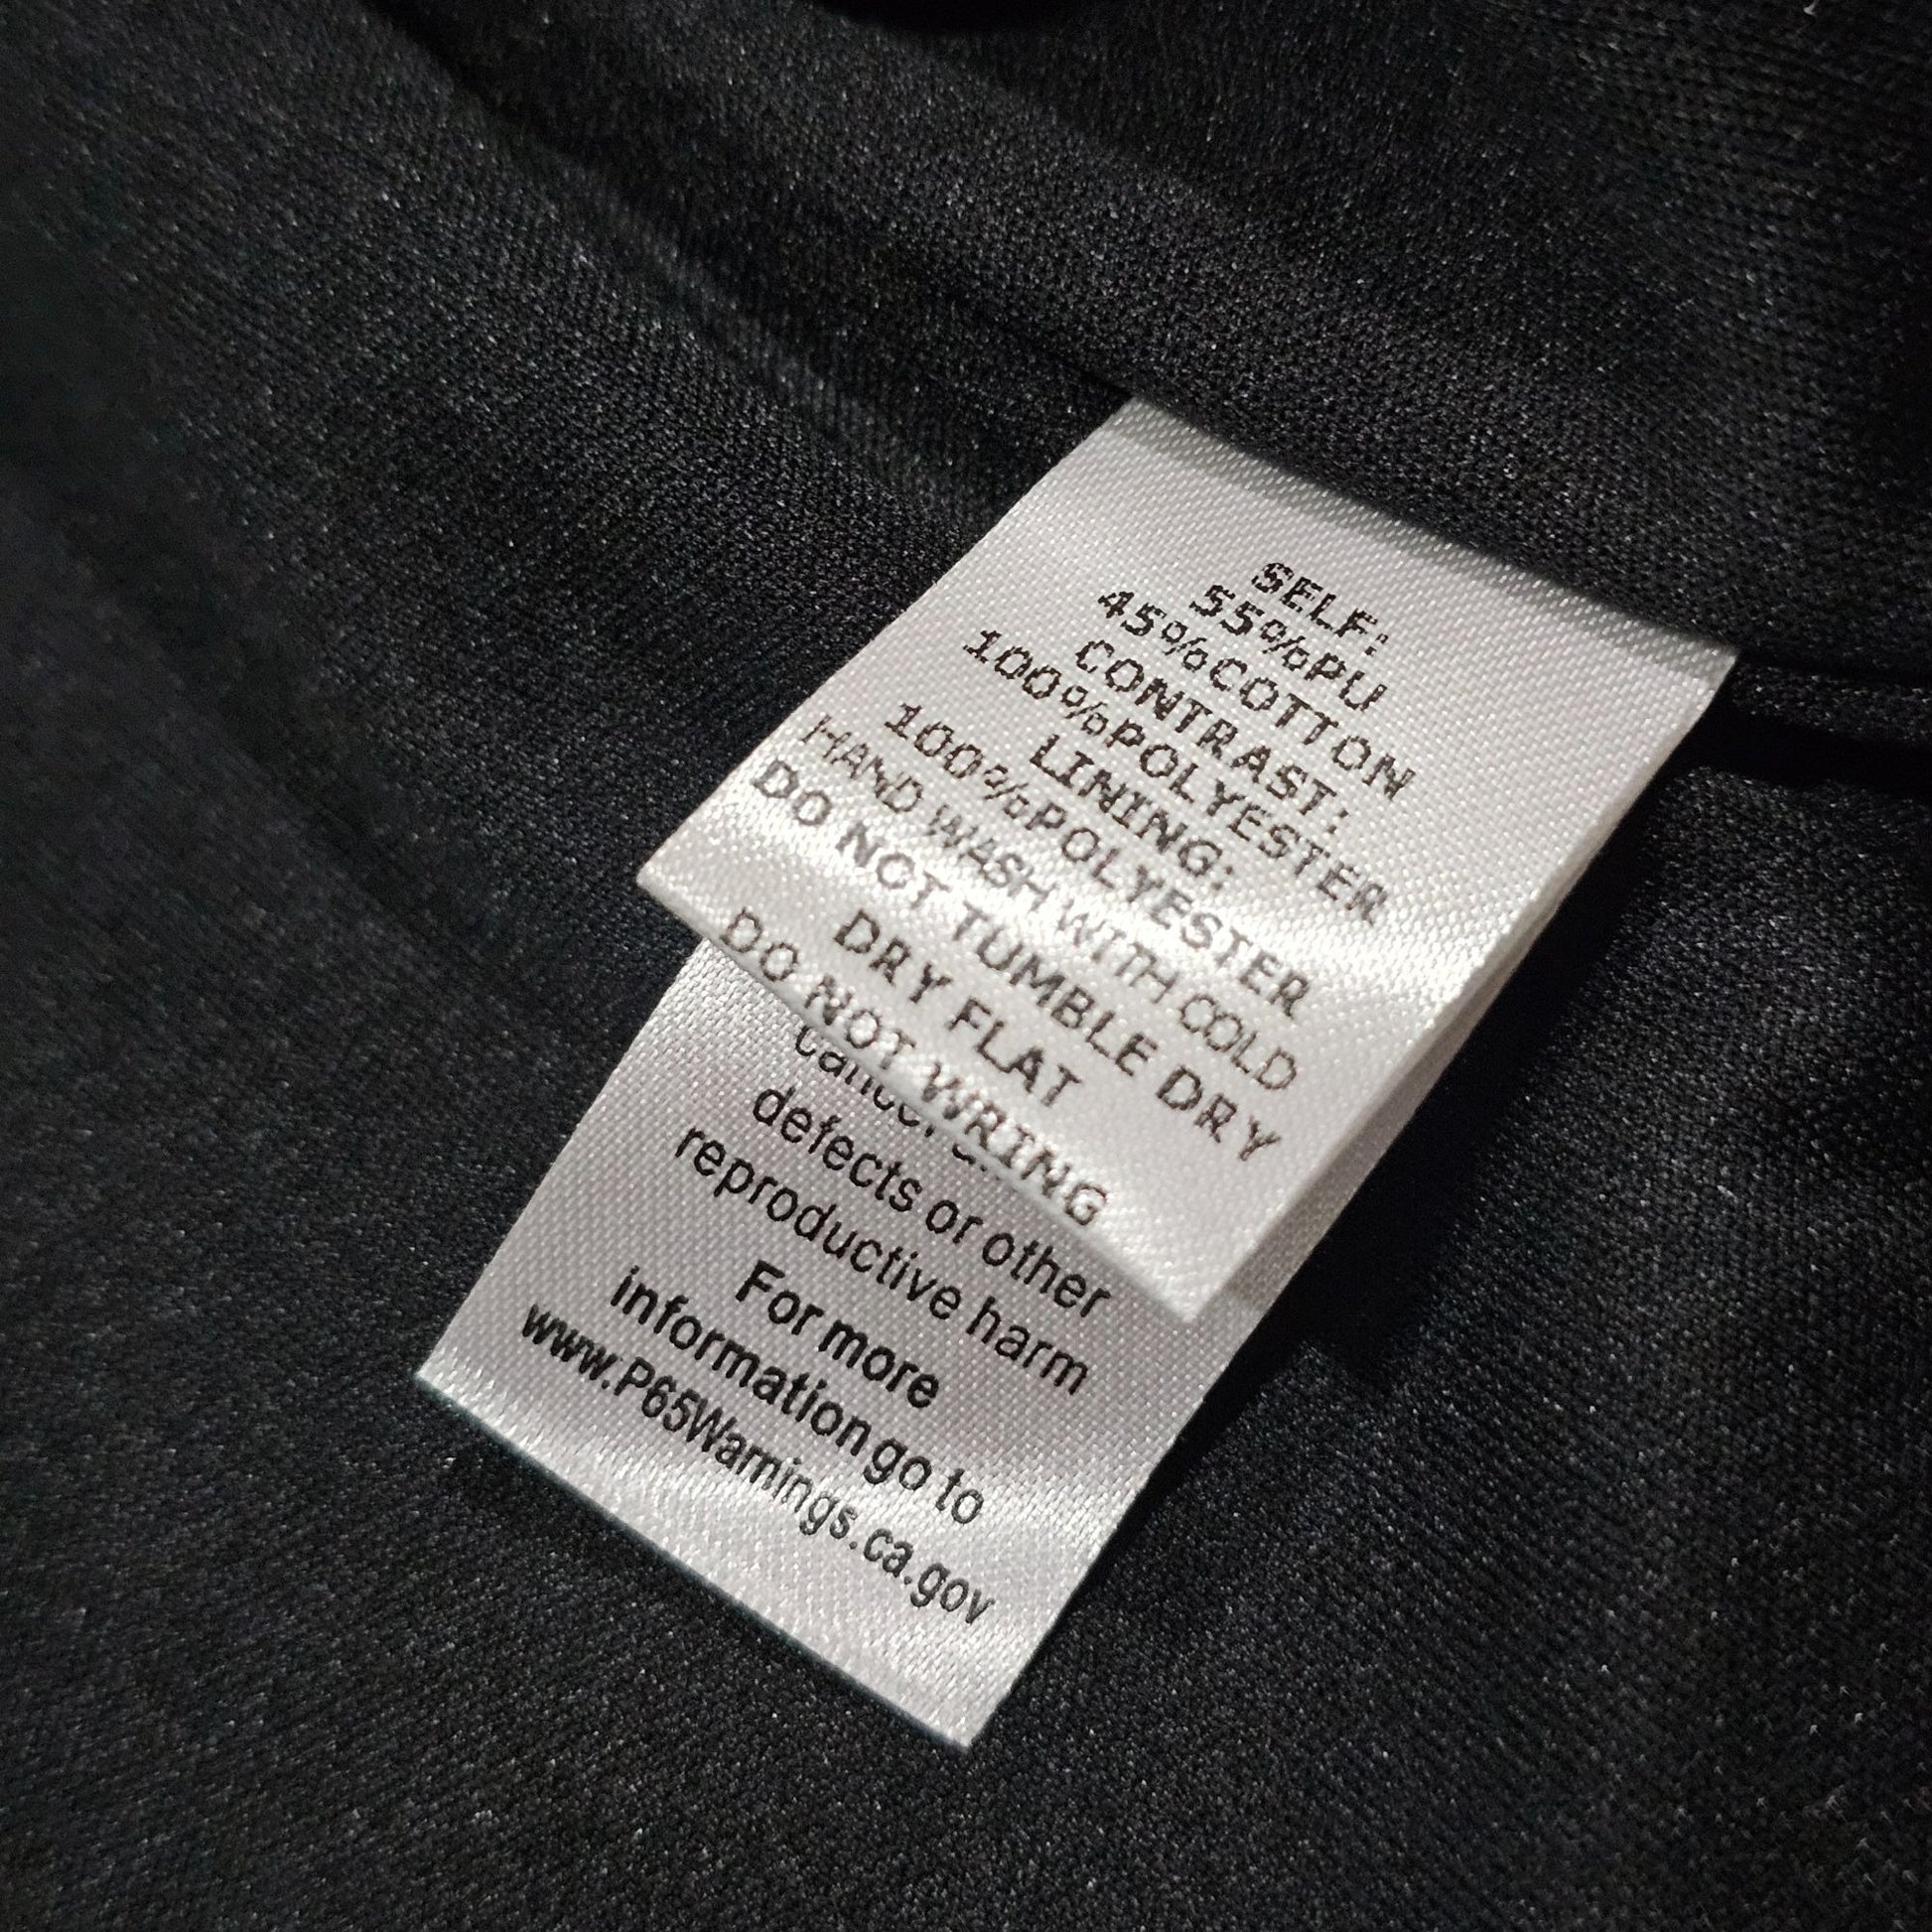 SELF:
55%PU
45%COTTON
CONTRAST:
100%POLYESTER
LINING:
100%POLYESTER
HAND WASH WITH COLD
DO NOT TUMBLE DRY
DRY FLAT
DO NOT WRING
defects or other
reproductive harm
For more
information go to
www.P65Warnings.ca.gov